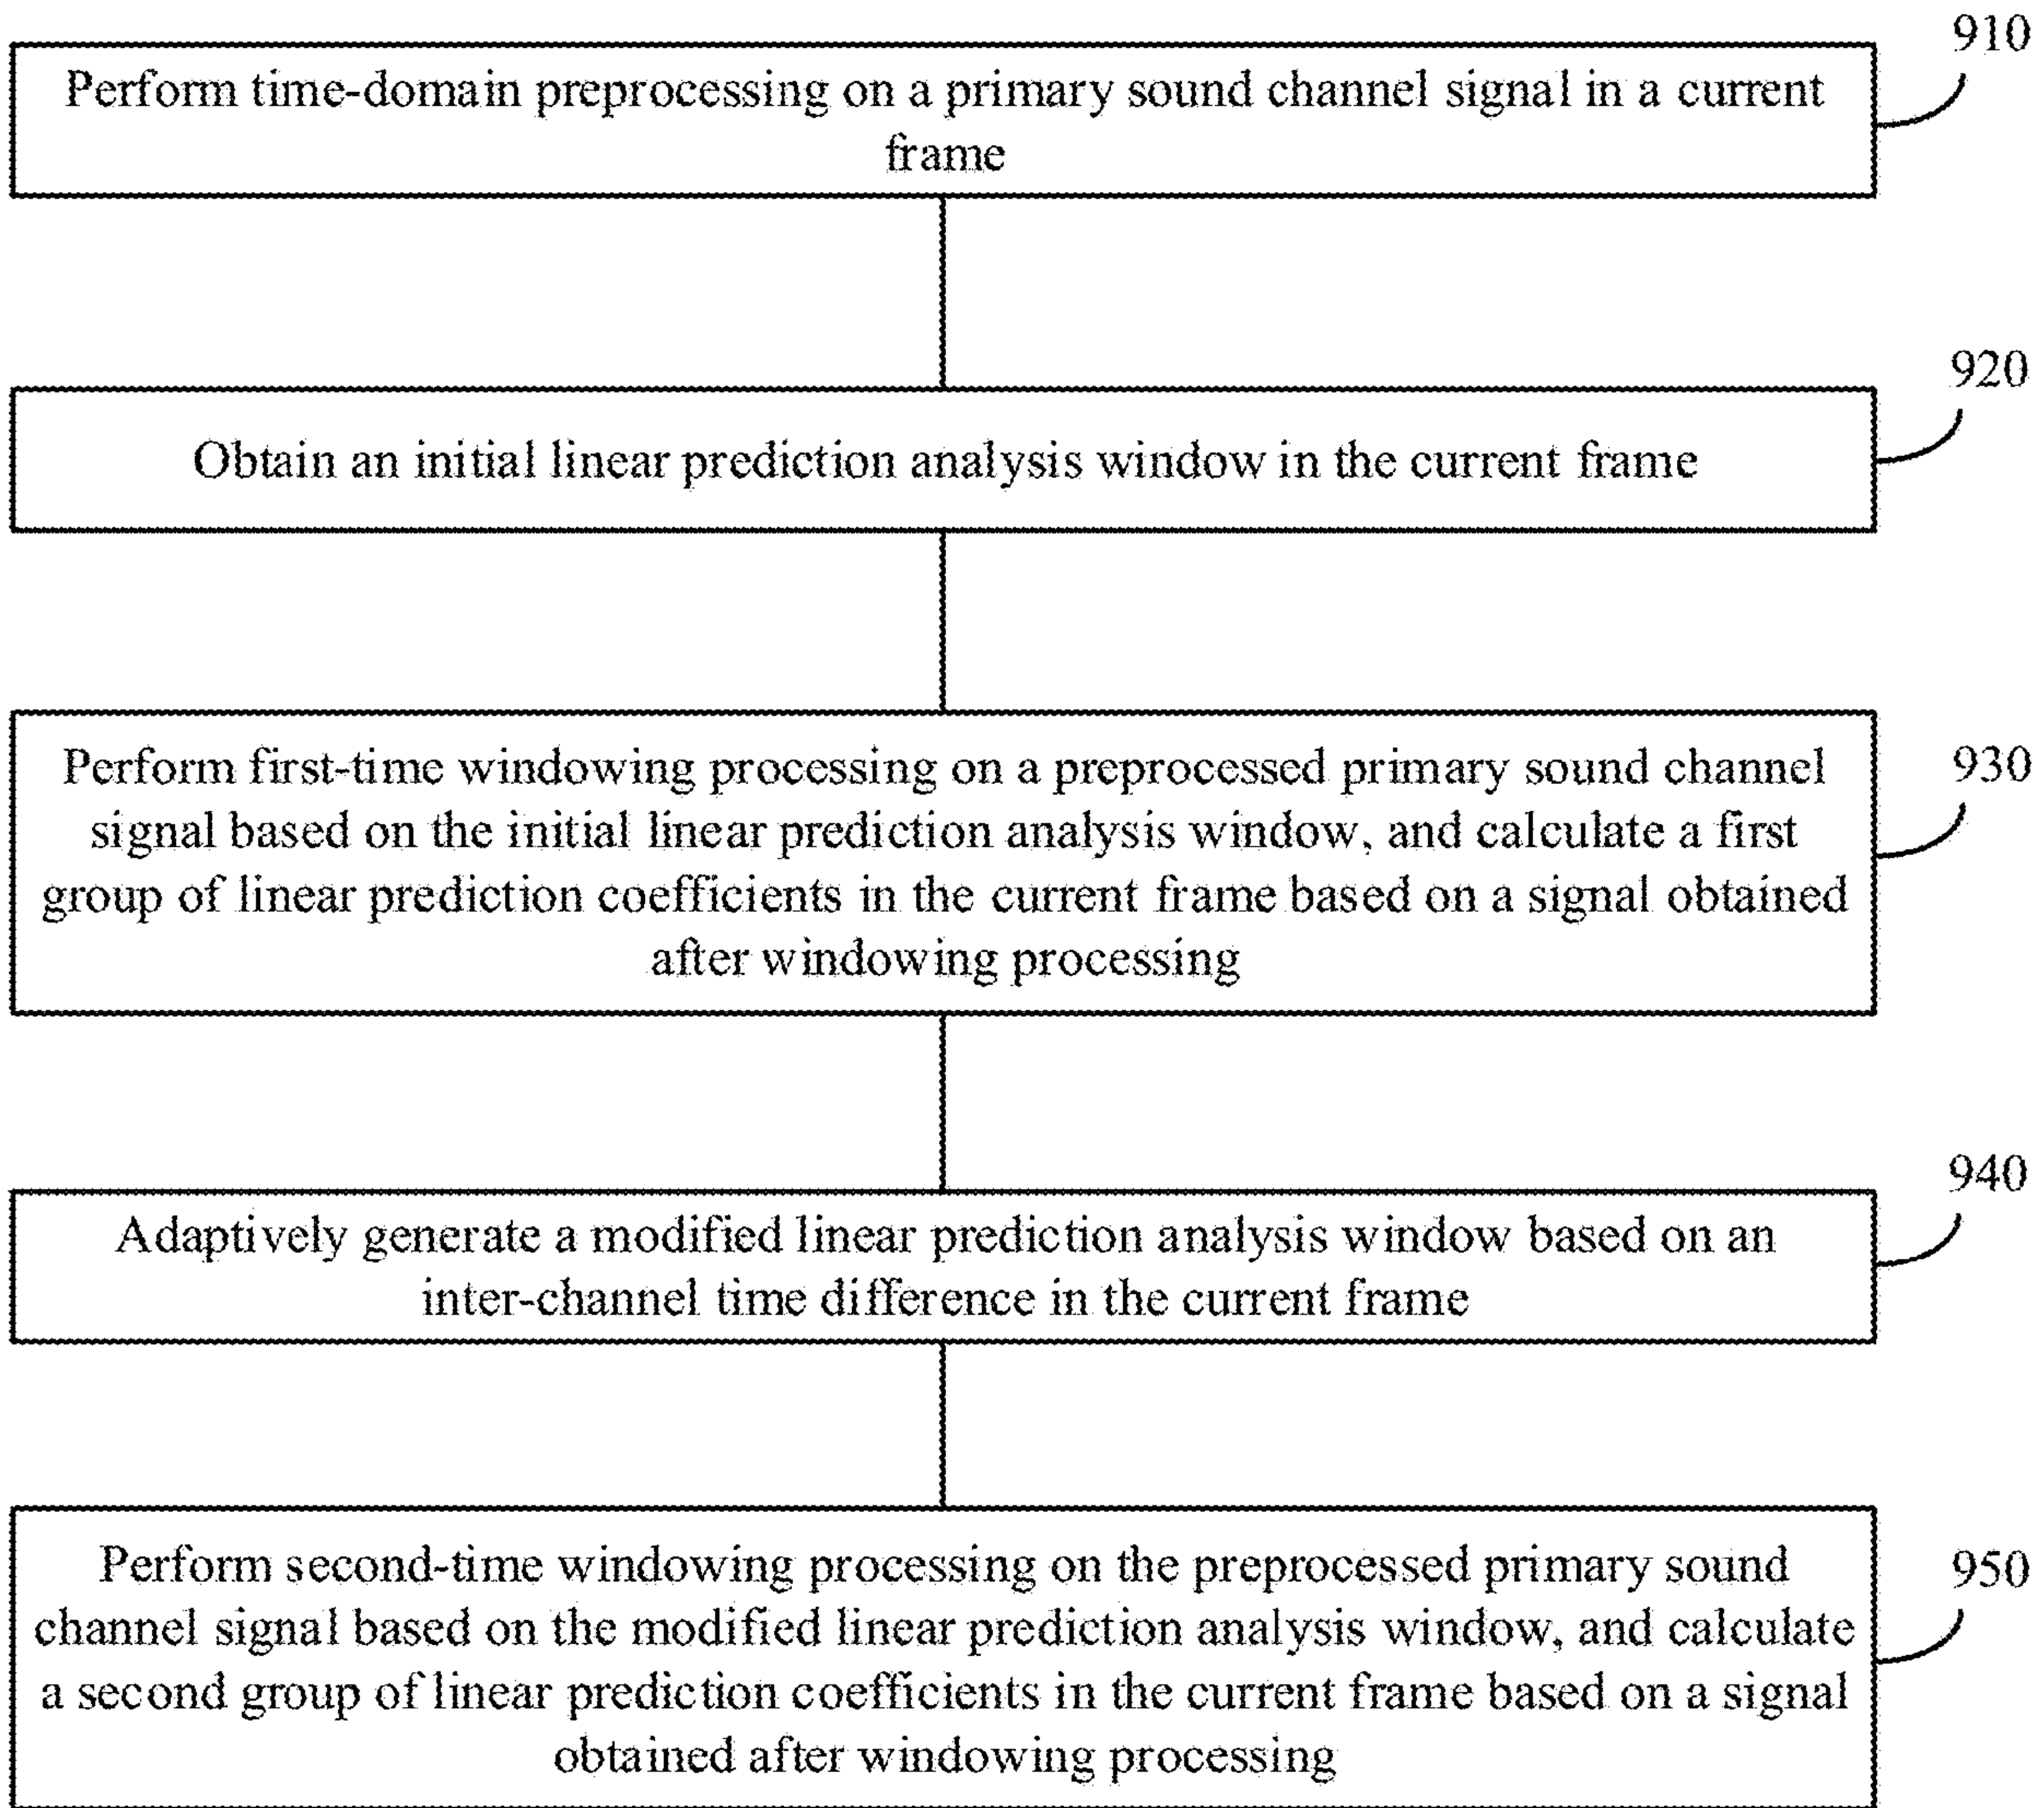 910
Perform time-domain preprocessing on a primary sound channel signal in a current
frame
920
Obtain an initial linear prediction analysis window in the current frame
930
Perform first-time windowing processing on a preprocessed primary sound channel
signal based on the initial linear prediction analysis window, and calculate a first
group of linear prediction coefficients in the current frame based on a signal obtained
after windowing processing
940
Adaptively generate a modified linear prediction analysis window based on an
inter-channel time difference in the current frame
950
Perform second-time windowing processing on the preprocessed primary sound
channel signal based on the modified linear prediction analysis window, and calculate
a second group of linear prediction coefficients in the current frame based on a signal
obtained after windowing processing